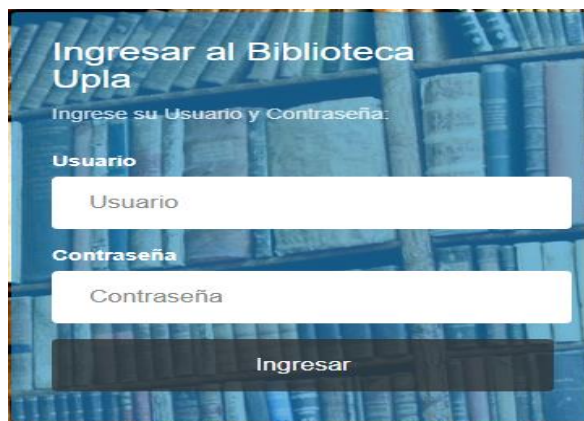 Ingresar al Biblioteca
Upla
Ingrese su Usuario y Contraseña:
Usuario
Usuario
Contraseña
Contraseña
Ingresar